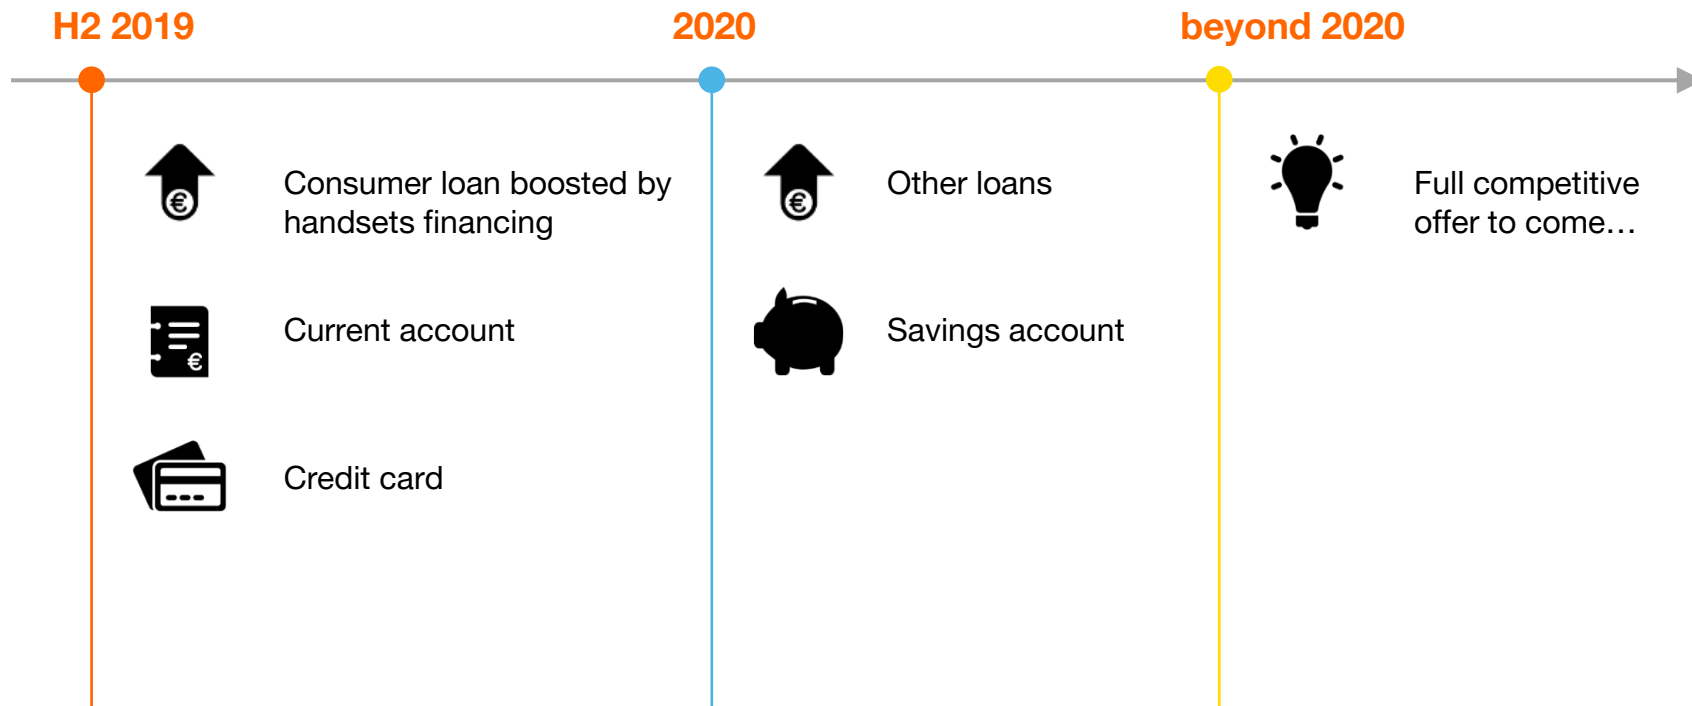 H2 2019
2020
beyond 2020
Consumer loan boosted by
handsets financing
Current account
Credit card
Other loans
Savings account
Full competitive
offer to come…
€
€
€